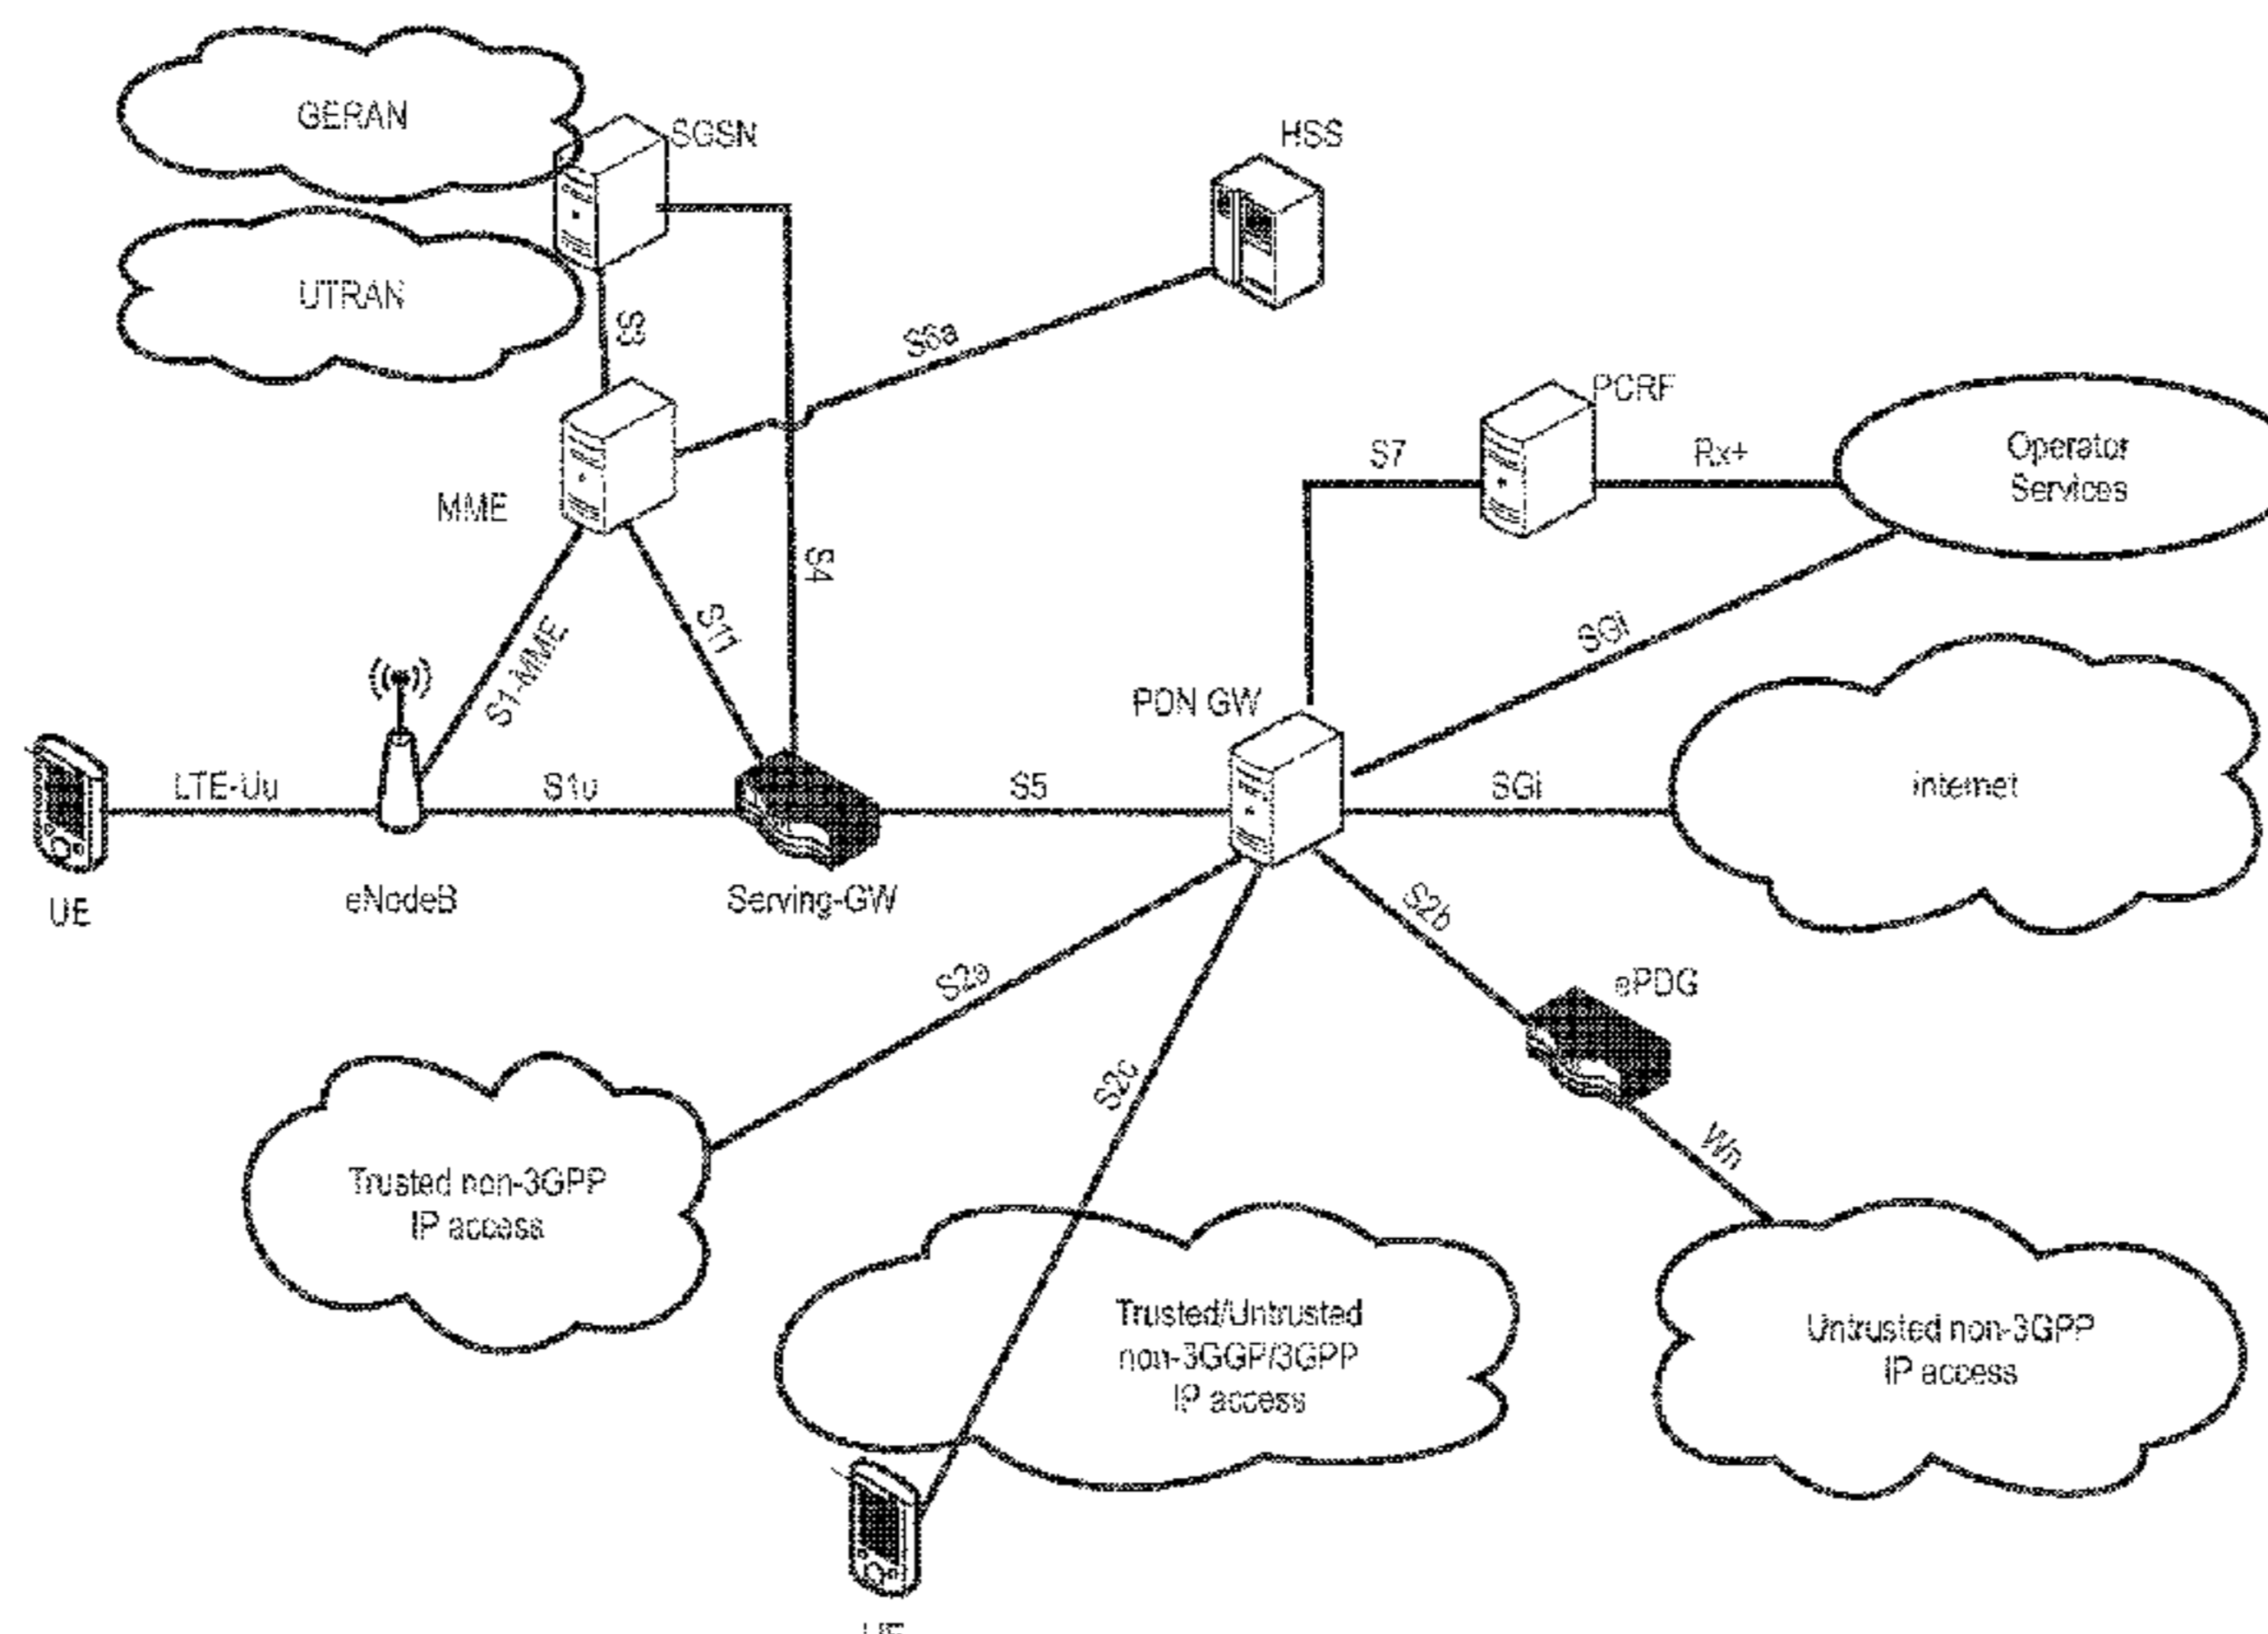 GERAN
SGSN
HSS
UTRAN
S3
S6a
PCRF
Operator
Services
S7
Rx+
MME
S4
S11
S1-MME
SGi
PDN GW
LTE-Uu
S1u
S5
SGi
internet
UE
eNodeB
Serving-GW
S2b
S2a
ePDG
S2c
Wn
Trusted non-3GPP
IP access
Trusted/Untrusted
non-3GGP/3GPP
IP access
Untrusted non-3GPP
IP access
UE